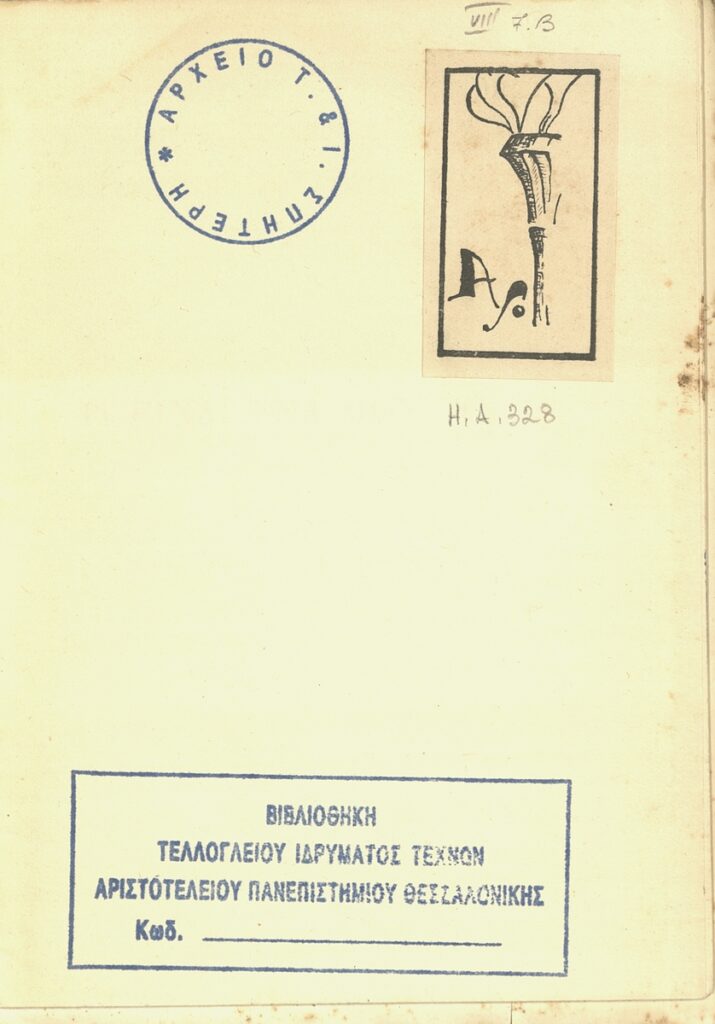 VIII 7.B
ΑΡΧΕΙΟ Τ. & Ι. ΣΠΗΤΕΡΗ *
Η.Α.328
ΒΙΒΛΙΟΘΗΚΗ
ΤΕΛΛΟΓΛΕΙΟΥ ΙΔΡΥΜΑΤΟΣ ΤΕΧΝΩΝ
ΑΡΙΣΤΟΤΕΛΕΙΟΥ ΠΑΝΕΠΙΣΤΗΜΙΟΥ ΘΕΣΣΑΛΟΝΙΚΗΣ
Κωδ.